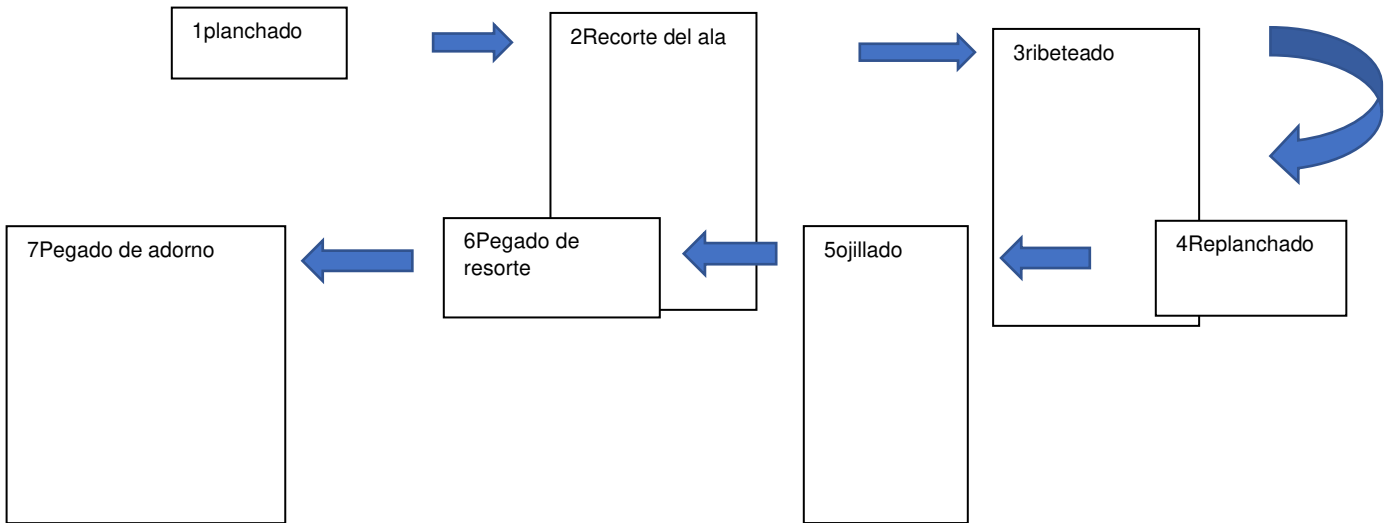 1planchado
2Recorte del ala
3ribeteado
4Replanchado
5ojillado
6Pegado de
resorte
7Pegado de adorno